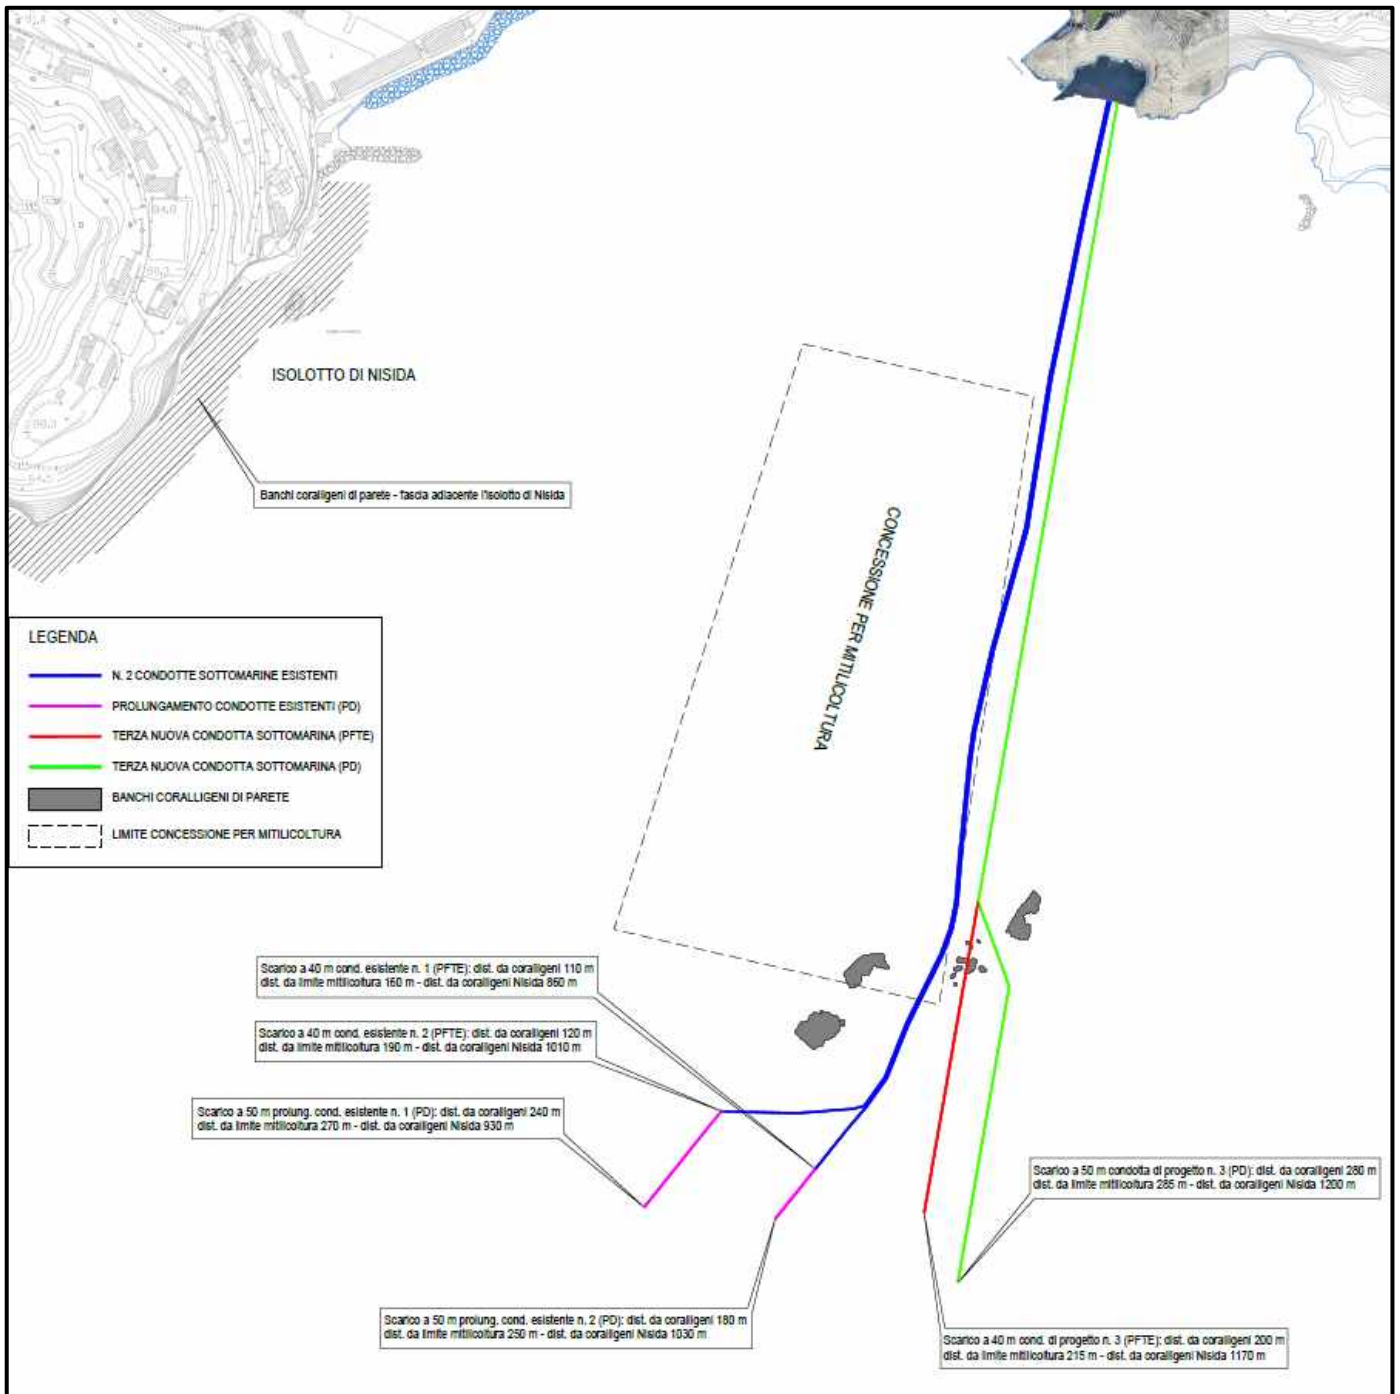 ISOLOTTO DI NISIDA
Banchi coralligeni di parete - fascia adiacente l'isolotto di Nisida
CONCESSIONE PER MITILICOLTURA
LEGENDA
N. 2 CONDOTTE SOTTOMARINE ESISTENTI
PROLUNGAMENTO CONDOTTE ESISTENTI (PD)
TERZA NUOVA CONDOTTA SOTTOMARINA (PFTE)
TERZA NUOVA CONDOTTA SOTTOMARINA (PD)
BANCHI CORALLIGENI DI PARETE
LIMITE CONCESSIONE PER MITILICOLTURA
Scarico a 40 m cond. esistente n. 1 (PFTE): dist. da coralligeni 110 m
dist. da limite mitilicoltura 160 m - dist. da coralligeni Nisida 860 m
Scarico a 40 m cond. esistente n. 2 (PFTE): dist. da coralligeni 120 m
dist. da limite mitilicoltura 190 m - dist. da coralligeni Nisida 1010 m
Scarico a 50 m prolung. cond. esistente n. 1 (PD): dist. da coralligeni 240 m
dist. da limite mitilicoltura 270 m - dist. da coralligeni Nisida 930 m
Scarico a 50 m condotta di progetto n. 3 (PD): dist. da coralligeni 280 m
dist. da limite mitilicoltura 285 m - dist. da coralligeni Nisida 1200 m
Scarico a 50 m prolung. cond. esistente n. 2 (PD): dist. da coralligeni 180 m
dist. da limite mitilicoltura 250 m - dist. da coralligeni Nisida 1030 m
Scarico a 40 m cond. di progetto n. 3 (PFTE): dist. da coralligeni 200 m
dist. da limite mitilicoltura 215 m - dist. da coralligeni Nisida 1170 m